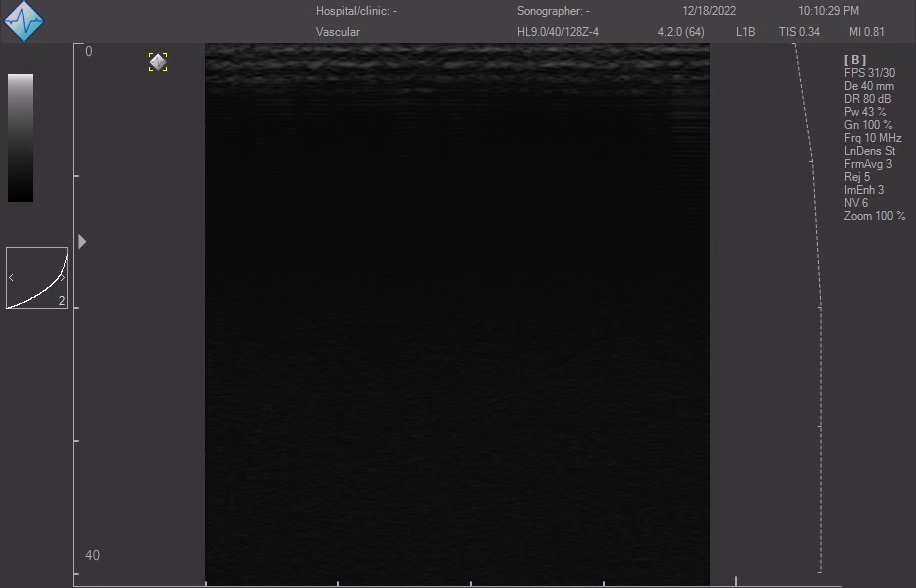 Hospital/clinic: - Sonographer: - 12/18/2022 10:10:29 PM
Vascular HL9.0/40/128Z-4 4.2.0 (64) L1B TIS 0.34 MI 0.81
0
[ B ]
FPS 31/30
De 40 mm
DR 80 dB
Pw 43 %
Gn 100 %
Frq 10 MHz
LnDens St
FrmAvg 3
Rej 5
ImEnh 3
NV 6
Zoom 100 %
2
40